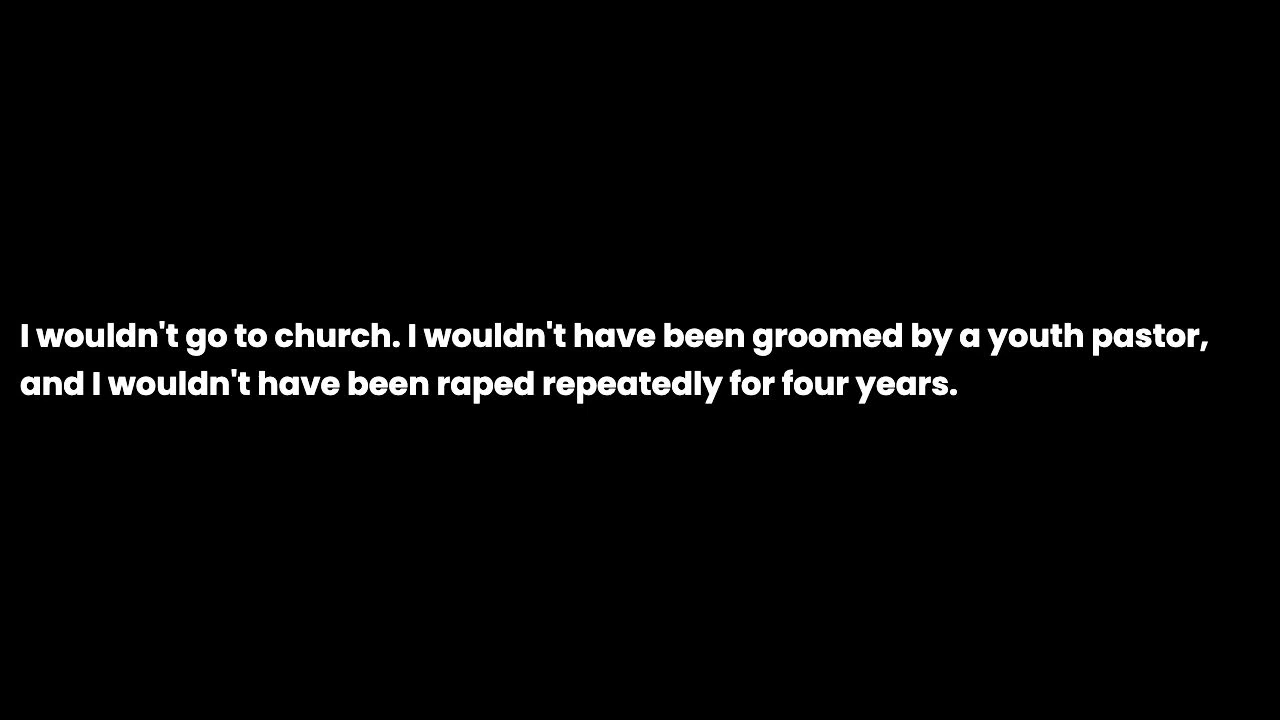 I wouldn't go to church. I wouldn't have been groomed by a youth pastor,
and I wouldn't have been raped repeatedly for four years.